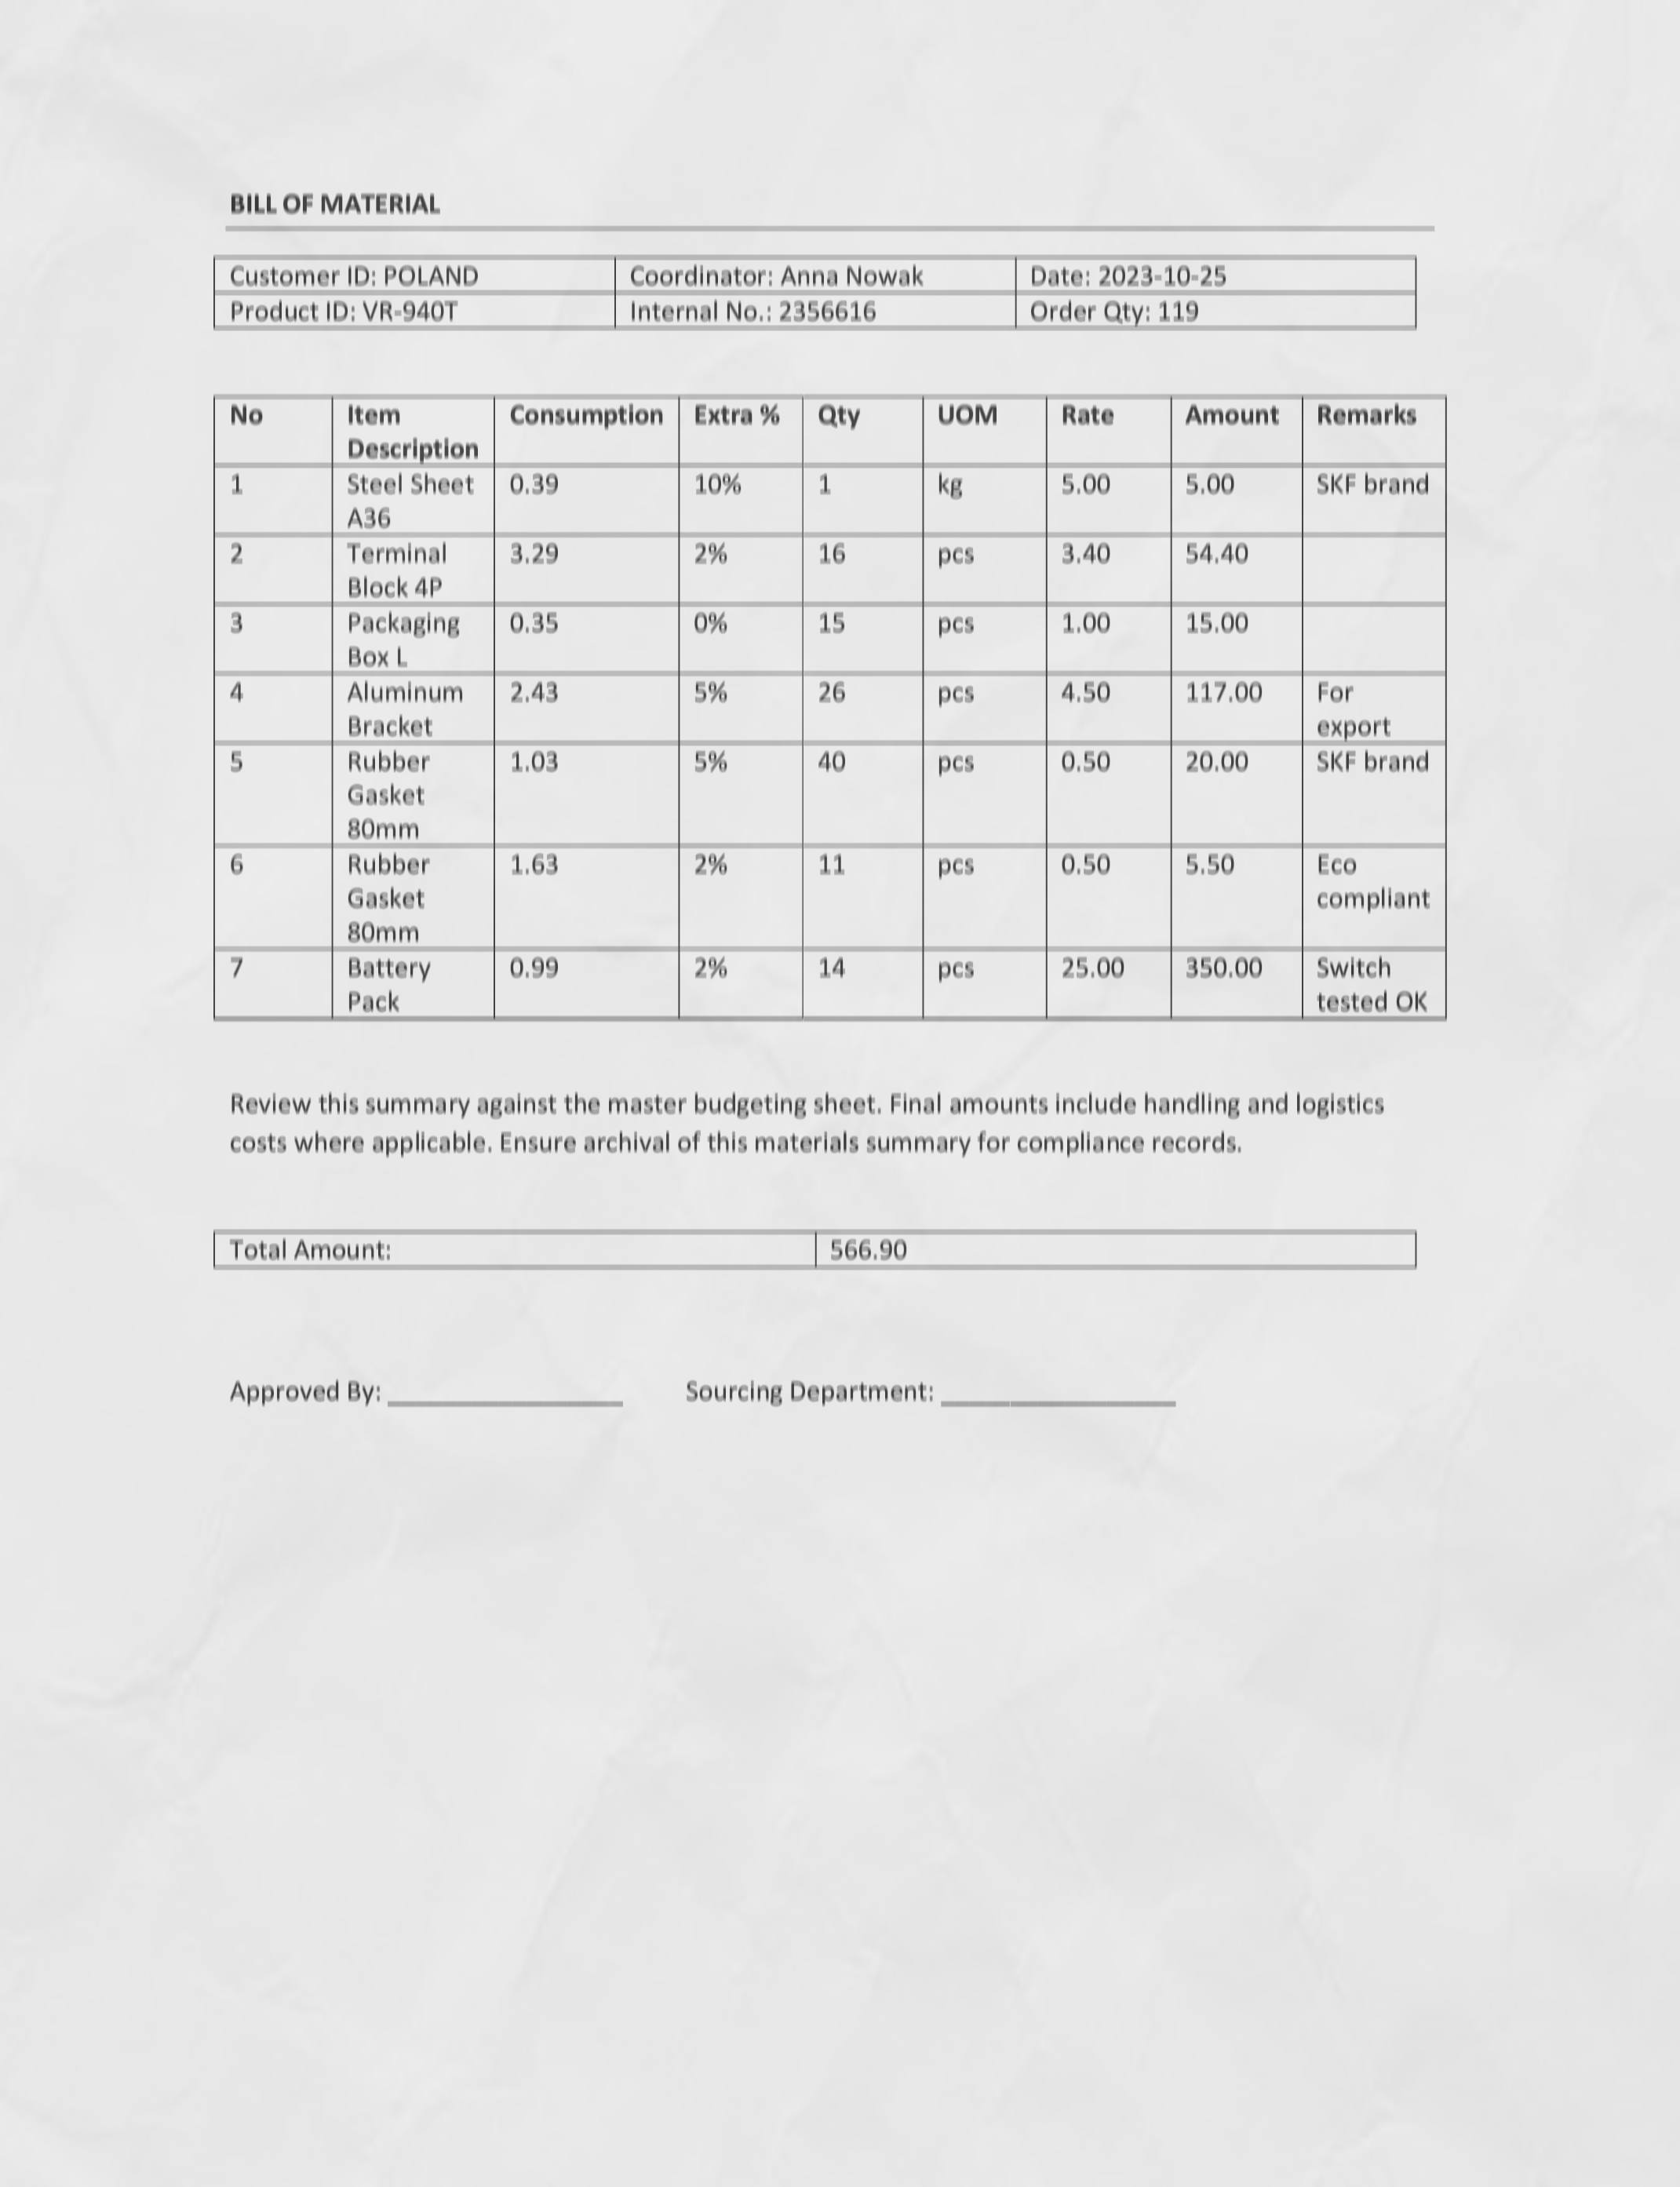 BILL OF MATERIAL
Customer ID: POLAND Coordinator: Anna Nowak Date: 2023-10-25
Product ID: VR-940T Internal No.: 2356616 Order Qty: 119
No Item Consumption Extra % Qty UOM Rate Amount Remarks
Description
1 Steel Sheet 0.39 10% 1 kg 5.00 5.00 SKF brand
A36
2 Terminal 3.29 2% 16 pcs 3.40 54.40
Block 4P
3 Packaging 0.35 0% 15 pcs 1.00 15.00
Box L
4 Aluminum 2.43 5% 26 pcs 4.50 117.00 For
Bracket export
5 Rubber 1.03 5% 40 pcs 0.50 20.00 SKF brand
Gasket
80mm
6 Rubber 1.63 2% 11 pcs 0.50 5.50 Eco
Gasket compliant
80mm
7 Battery 0.99 2% 14 pcs 25.00 350.00 Switch
Pack tested OK
Review this summary against the master budgeting sheet. Final amounts include handling and logistics
costs where applicable. Ensure archival of this materials summary for compliance records.
Total Amount: 566.90
Approved By: _________________ Sourcing Department: _________________